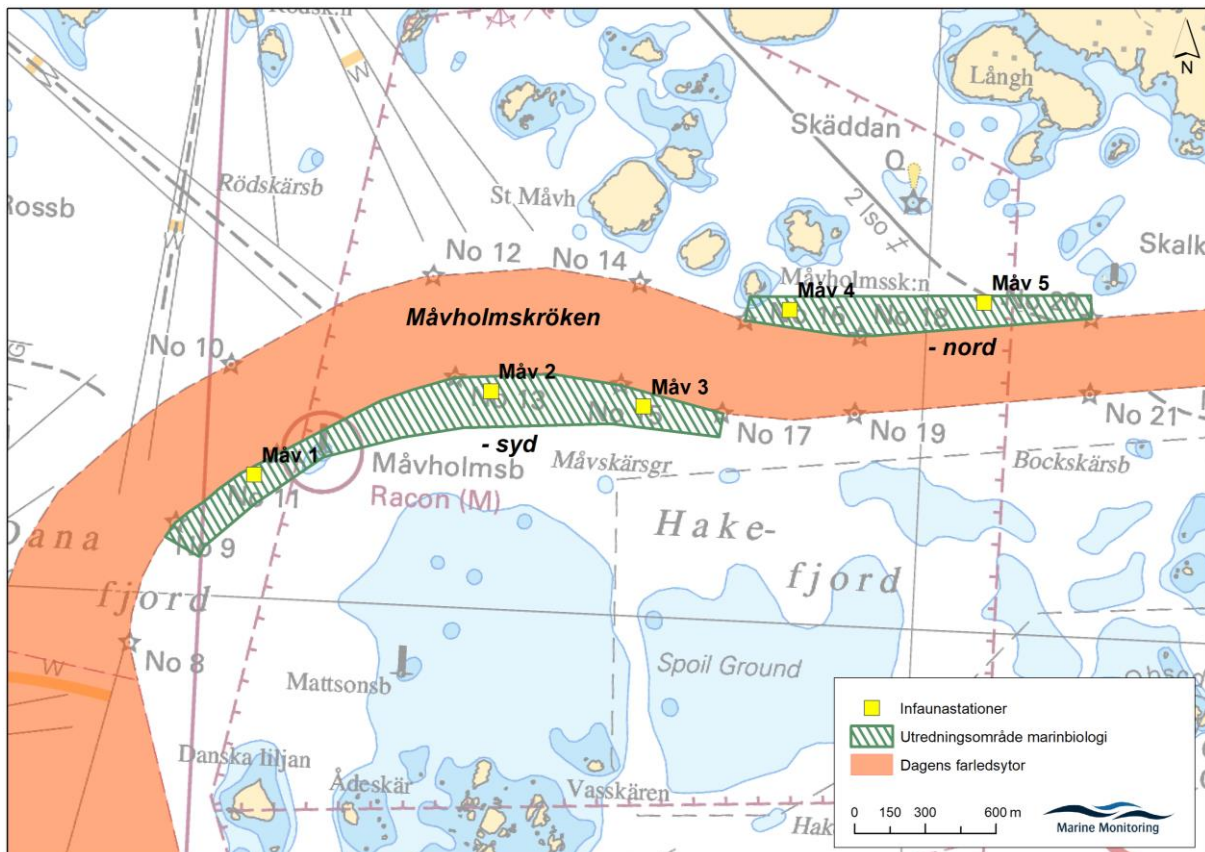 N
Rossb
Rödskärsb
W
W
W
St Måvh
Skäddan
Långh
Q
2 Iso
Skalk
No 12
No 14
Måvholmssk:n
Måv 4
Måv 5
No 16
No 18
No 20
Måvholmskröken
- nord
No 10
Måv 2
Måv 3
No 13
No 15
No 17
No 19
No 21
- syd
Måv 1
No 11
Måvholmsb
Racon (M)
Måvskärsgr
Bockskärsb
No 9
Dana
fjord
Hake-
fjord
No 8
W
Mattsonsb
Spoil Ground
Danska liljan
Ådeskär
Vasskären
Infaunastationer
Utredningsområde marinbiologi
Dagens farledsytor
0 150 300 600 m
Marine Monitoring